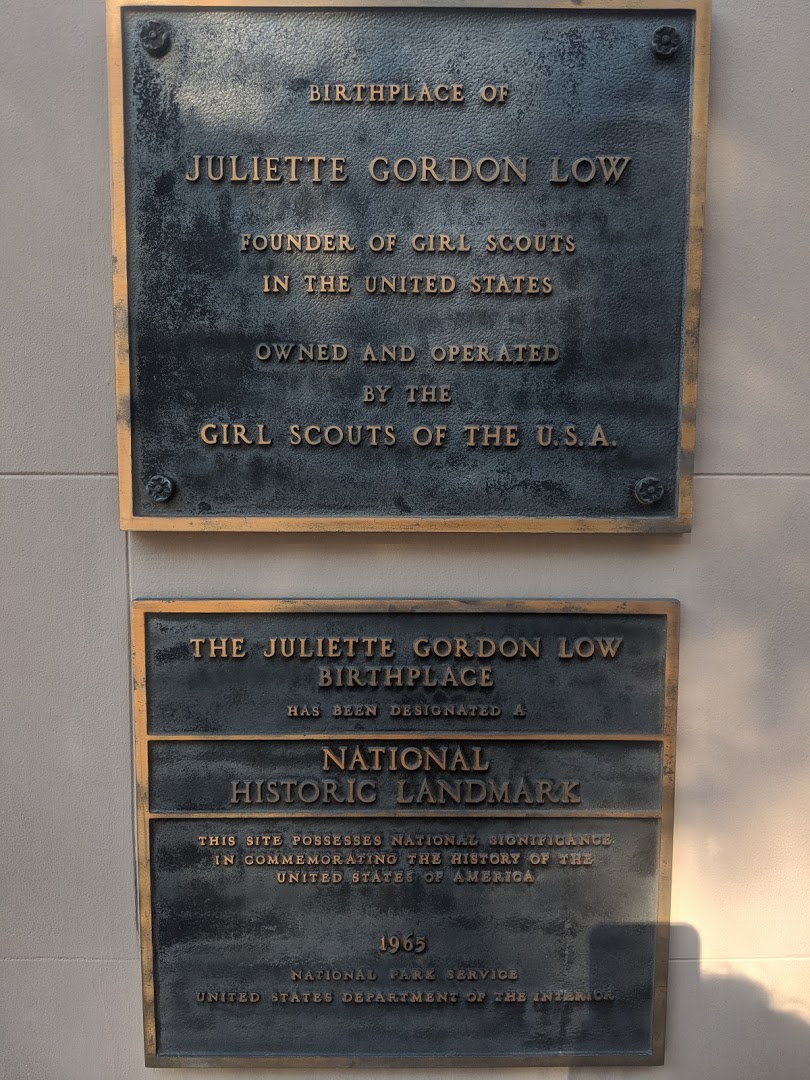 BIRTHPLACE OF
JULIETTE GORDON LOW
FOUNDER OF GIRL SCOUTS
IN THE UNITED STATES
OWNED AND OPERATED
BY THE
GIRL SCOUTS OF THE U.S.A.
THE JULIETTE GORDON LOW
BIRTHPLACE
HAS BEEN DESIGNATED A
NATIONAL
HISTORIC LANDMARK
THIS SITE POSSESSES NATIONAL SIGNIFICANCE
IN COMMEMORATING THE HISTORY OF THE
UNITED STATES OF AMERICA
1965
NATIONAL PARK SERVICE
UNITED STATES DEPARTMENT OF THE INTERIOR